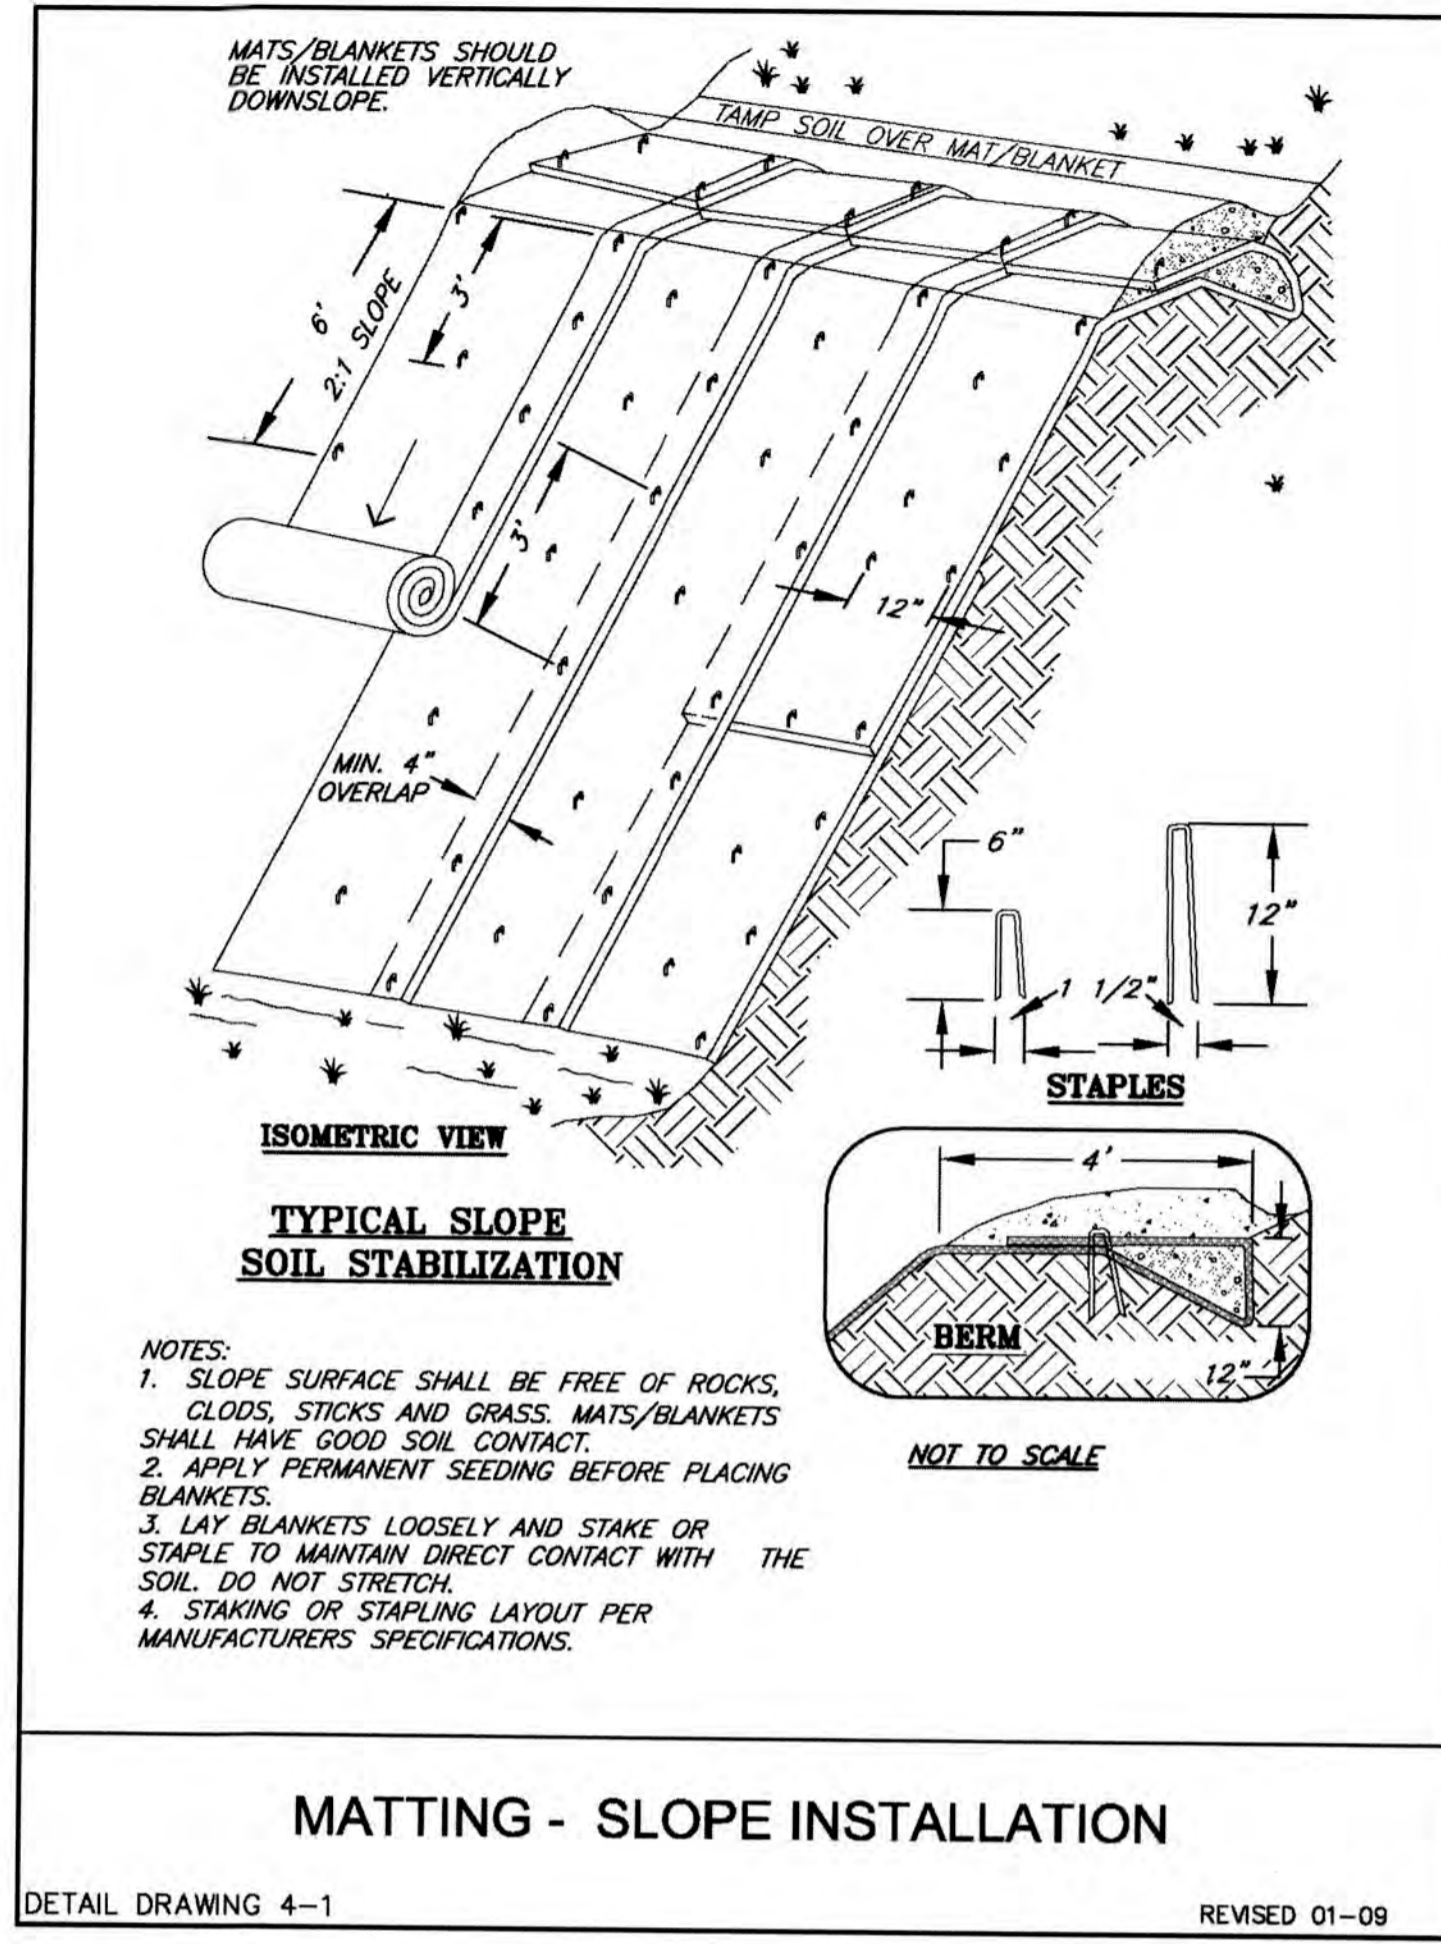 MATS/BLANKETS SHOULD
BE INSTALLED VERTICALLY
DOWNSLOPE.
TAMP SOIL OVER MAT/BLANKET
6'
2:1 SLOPE
3'
3'
12"
MIN. 4"
OVERLAP
6"
12"
1 1/2"
STAPLES
ISOMETRIC VIEW
TYPICAL SLOPE
SOIL STABILIZATION
4'
BERM
12"
NOT TO SCALE
NOTES:
1. SLOPE SURFACE SHALL BE FREE OF ROCKS,
CLODS, STICKS AND GRASS. MATS/BLANKETS
SHALL HAVE GOOD SOIL CONTACT.
2. APPLY PERMANENT SEEDING BEFORE PLACING
BLANKETS.
3. LAY BLANKETS LOOSELY AND STAKE OR
STAPLE TO MAINTAIN DIRECT CONTACT WITH THE
SOIL. DO NOT STRETCH.
4. STAKING OR STAPLING LAYOUT PER
MANUFACTURERS SPECIFICATIONS.
MATTING - SLOPE INSTALLATION
DETAIL DRAWING 4-1
REVISED 01-09